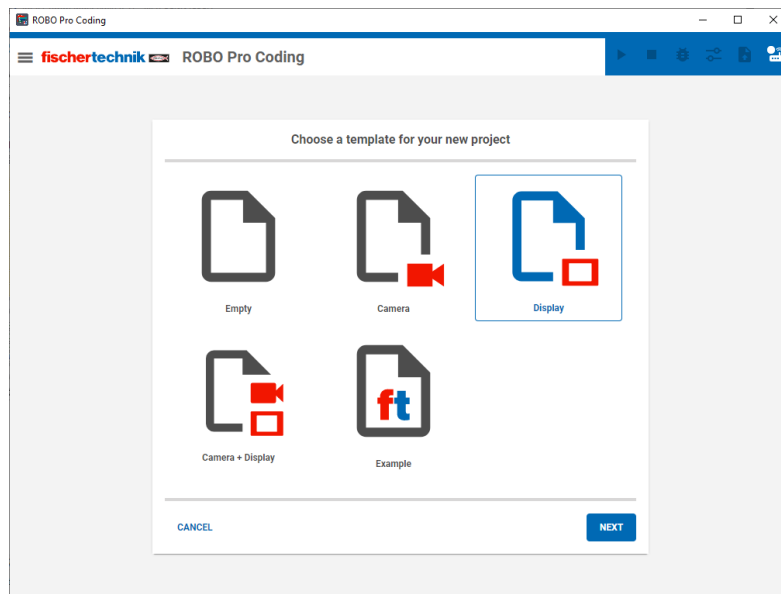 ROBO Pro Coding
fischertechnik ROBO Pro Coding
Choose a template for your new project
Empty
Camera
Display
Camera + Display
ft
Example
CANCEL
NEXT